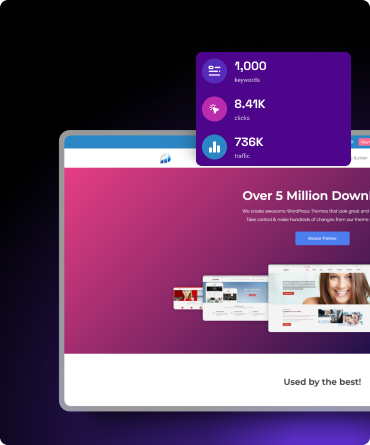 1,000
keywords
8.41K
clicks
736K
traffic
Builder
Over 5 Million Downl
We create awesome WordPress Themes that look great and
Take control & make hundreds of changes from our theme
Browse Themes
Used by the best!